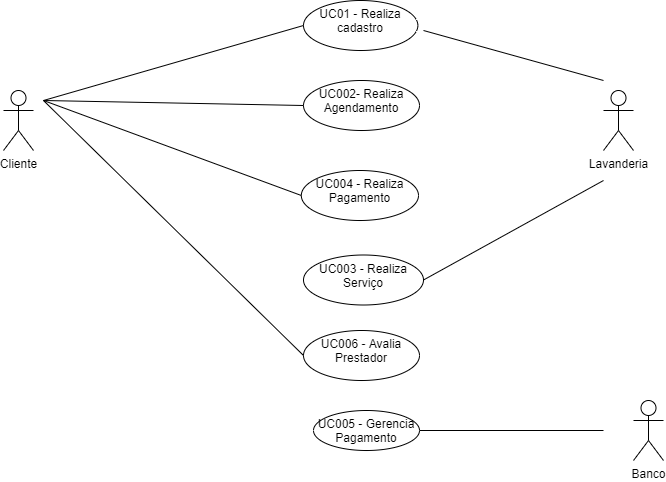 UC01 - Realiza
cadastro
UC002- Realiza
Agendamento
Cliente
Lavanderia
UC004 - Realiza
Pagamento
UC003 - Realiza
Serviço
UC006 - Avalia
Prestador
UC005 - Gerencia
Pagamento
Banco